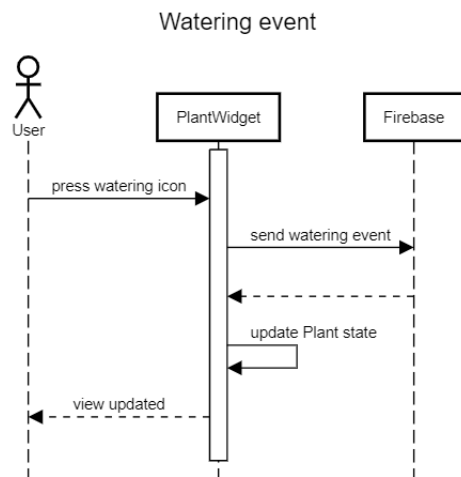 Watering event
User
PlantWidget
Firebase
press watering icon
send watering event
update Plant state
view updated